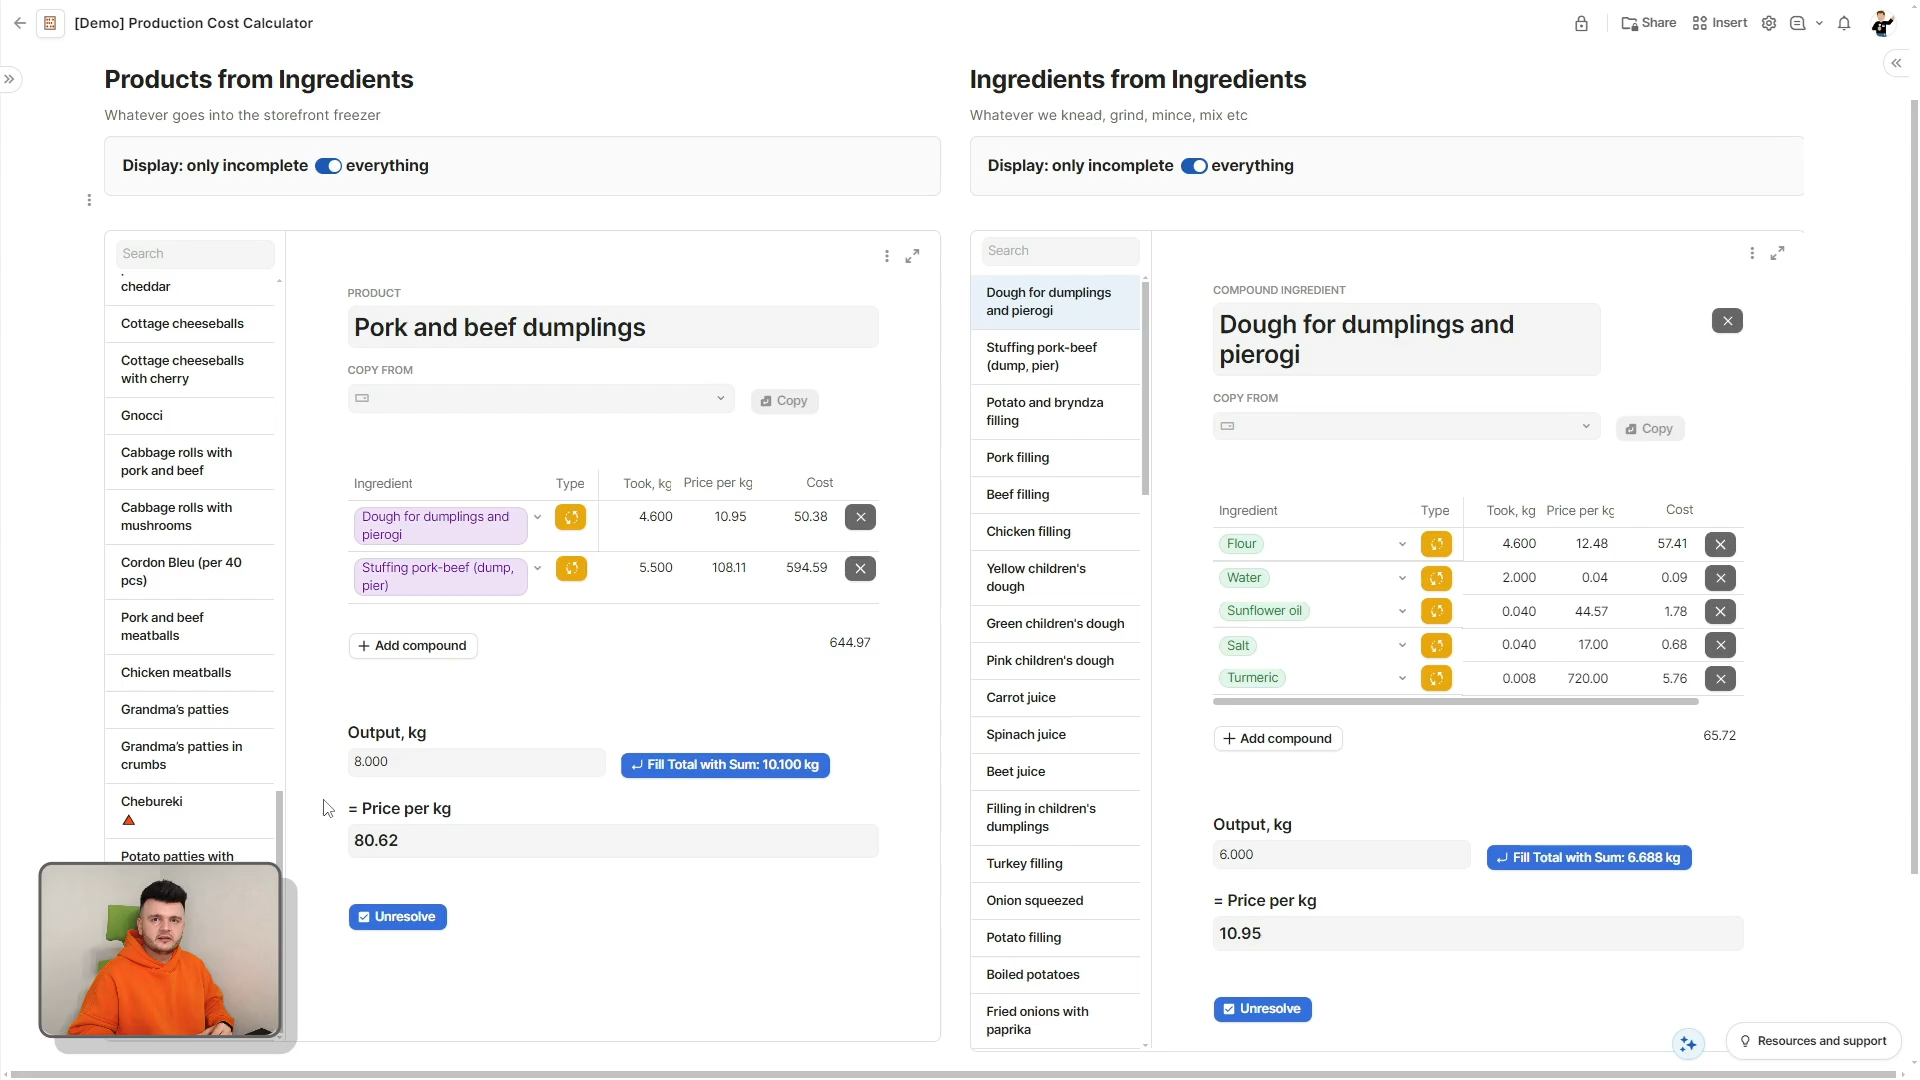 [Demo] Production Cost Calculator
Share
Insert
Products from Ingredients
Whatever goes into the storefront freezer
Display: only incomplete everything
Search
cheddar
Cottage cheeseballs
Cottage cheeseballs
with cherry
Gnocci
Cabbage rolls with
pork and beef
Cabbage rolls with
mushrooms
Cordon Bleu (per 40
pcs)
Pork and beef
meatballs
Chicken meatballs
Grandma's patties
Grandma's patties in
crumbs
Chebureki
Potato patties with
PRODUCT
Pork and beef dumplings
COPY FROM
Copy
Ingredient Type Took, kg Price per kg Cost
Dough for dumplings and
pierogi
4.600 10.95 50.38
Stuffing pork-beef (dump,
pier)
5.500 108.11 594.59
+ Add compound
644.97
Output, kg
8.000
Fill Total with Sum: 10.100 kg
= Price per kg
80.62
Unresolve
Ingredients from Ingredients
Whatever we knead, grind, mince, mix etc
Display: only incomplete everything
Search
Dough for dumplings
and pierogi
Stuffing pork-beef
(dump, pier)
Potato and bryndza
filling
Pork filling
Beef filling
Chicken filling
Yellow children's
dough
Green children's dough
Pink children's dough
Carrot juice
Spinach juice
Beet juice
Filling in children's
dumplings
Turkey filling
Onion squeezed
Potato filling
Boiled potatoes
Fried onions with
paprika
COMPOUND INGREDIENT
Dough for dumplings and
pierogi
COPY FROM
Copy
Ingredient Type Took, kg Price per kg Cost
Flour 4.600 12.48 57.41
Water 2.000 0.04 0.09
Sunflower oil 0.040 44.57 1.78
Salt 0.040 17.00 0.68
Turmeric 0.008 720.00 5.76
+ Add compound
65.72
Output, kg
6.000
Fill Total with Sum: 6.688 kg
= Price per kg
10.95
Unresolve
Resources and support